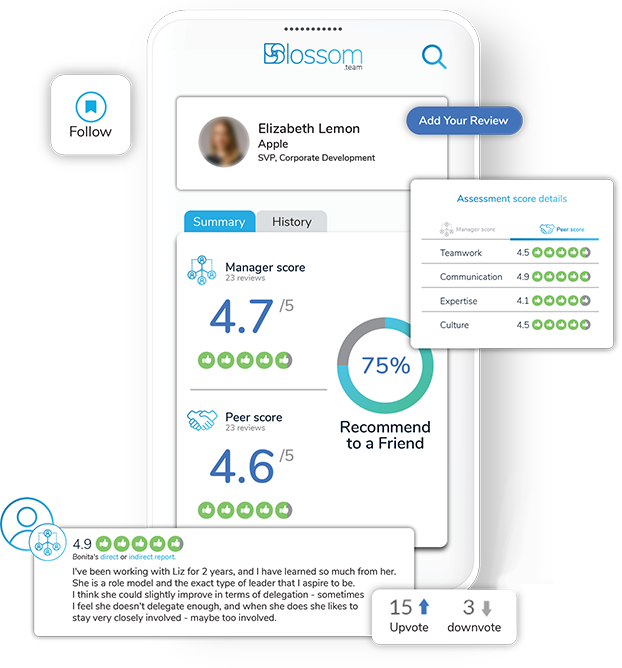 Blossom
.team
Follow
Elizabeth Lemon
Apple
SVP, Corporate Development
Add Your Review
Assessment score details
Manager score
Peer score
Teamwork 4.5
Communication 4.9
Expertise 4.1
Culture 4.5
Summary History
Manager score
23 reviews
4.7 /5
75%
Recommend
to a Friend
Peer score
23 reviews
4.6 /5
4.9
Bonita's direct or indirect report.
I've been working with Liz for 2 years, and I have learned so much from her.
She is a role model and the exact type of leader that I aspire to be.
I think she could slightly improve in terms of delegation - sometimes
I feel she doesn't delegate enough, and when she does she likes to
stay very closely involved - maybe too involved.
15 3
Upvote downvote